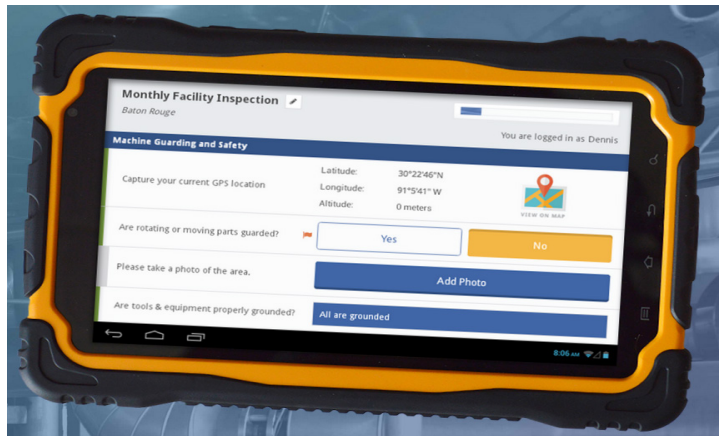 Monthly Facility Inspection
Baton Rouge
You are logged in as Dennis
Machine Guarding and Safety
Capture your current GPS location
Latitude: 30°22'46"N
Longitude: 91°5'41" W
Altitude: 0 meters
VIEW ON MAP
Are rotating or moving parts guarded?
Yes
No
Please take a photo of the area.
Add Photo
Are tools & equipment properly grounded?
All are grounded
8:06 AM